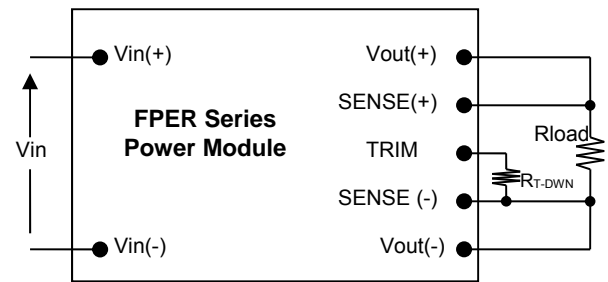 Vin(+)
Vout(+)
SENSE(+)
FPER Series
Power Module
Rload
Vin
TRIM
RT-DWN
SENSE (-)
Vin(-)
Vout(-)